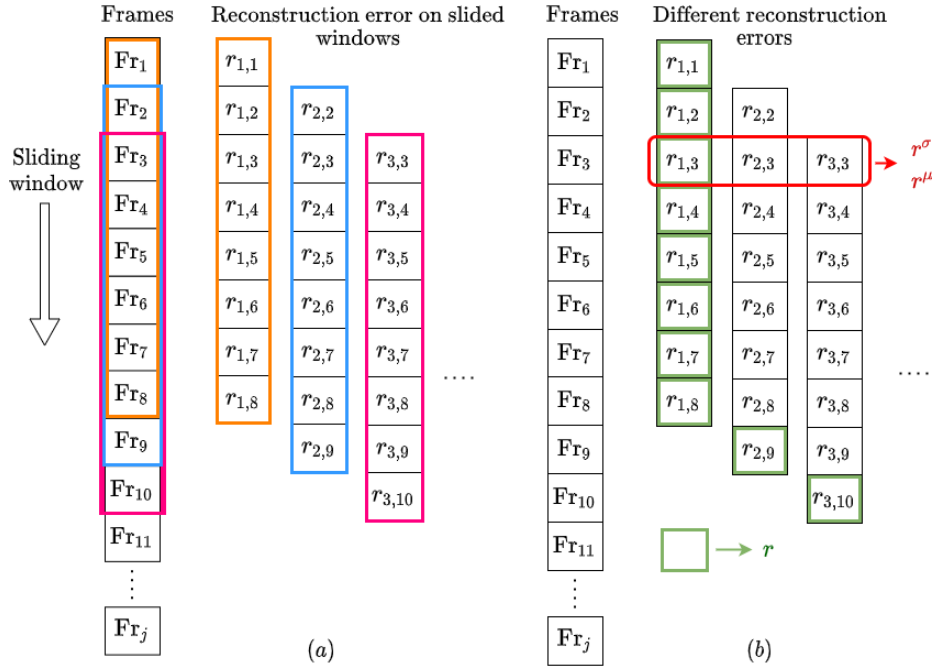 Frames
Reconstruction error on slided
windows
Fr₁
Fr₂
Fr₃
Fr₄
Fr₅
Fr₆
Fr₇
Fr₈
Fr₉
Fr₁₀
Fr₁₁
⋮
Frⱼ
Sliding
window
r₁,₁
r₁,₂
r₁,₃
r₁,₄
r₁,₅
r₁,₆
r₁,₇
r₁,₈
r₂,₂
r₂,₃
r₂,₄
r₂,₅
r₂,₆
r₂,₇
r₂,₈
r₂,₉
r₃,₃
r₃,₄
r₃,₅
r₃,₆
r₃,₇
r₃,₈
r₃,₉
r₃,₁₀
....
(a)
Frames
Different reconstruction
errors
Fr₁
Fr₂
Fr₃
Fr₄
Fr₅
Fr₆
Fr₇
Fr₈
Fr₉
Fr₁₀
Fr₁₁
⋮
Frⱼ
r₁,₁
r₁,₂
r₁,₃
r₁,₄
r₁,₅
r₁,₆
r₁,₇
r₁,₈
r₂,₂
r₂,₃
r₂,₄
r₂,₅
r₂,₆
r₂,₇
r₂,₈
r₂,₉
r₃,₃
r₃,₄
r₃,₅
r₃,₆
r₃,₇
r₃,₈
r₃,₉
r₃,₁₀
r^σ
r^μ
....
r
(b)